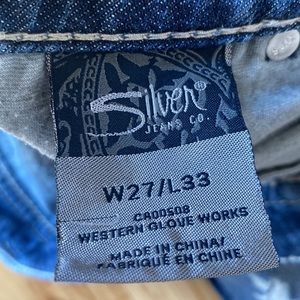 Silver®
JEANS CO.
W27/L33
CA00508
WESTERN GLOVE WORKS
MADE IN CHINA/
FABRIQUÉ EN CHINE